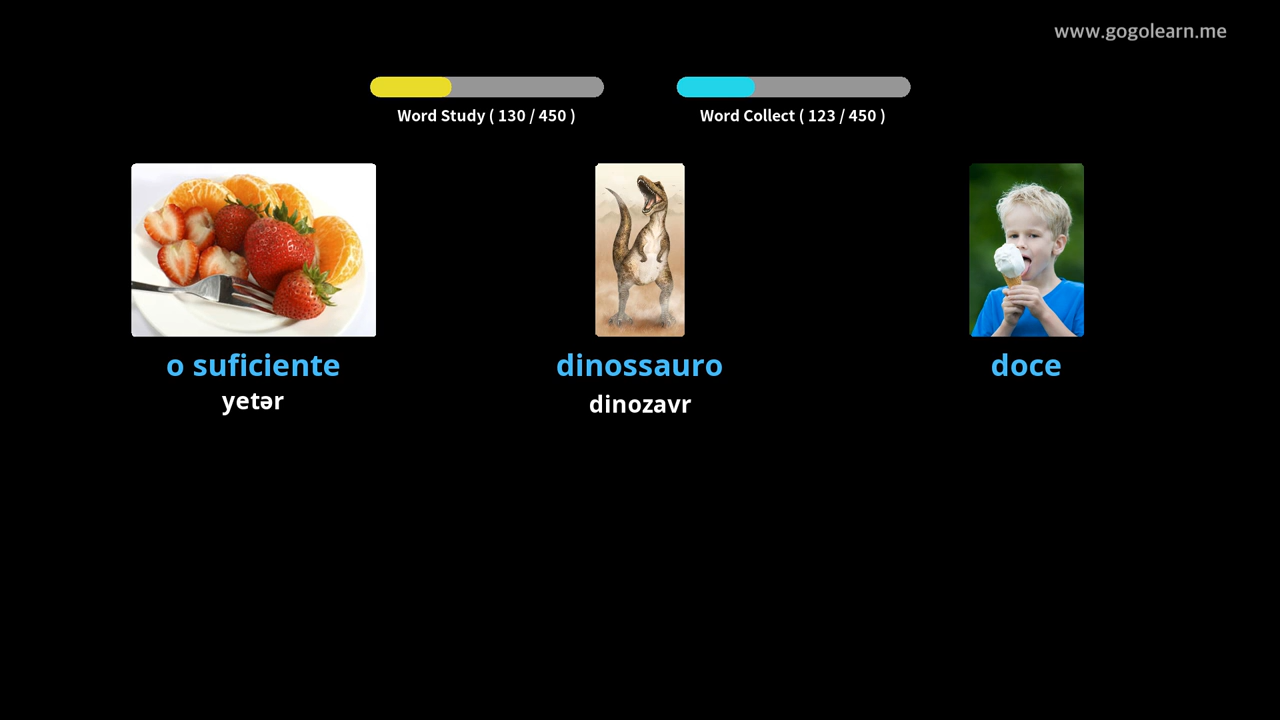 www.gogolearn.me
Word Study ( 130 / 450 )
Word Collect ( 123 / 450 )
o suficiente
dinossauro
doce
yetər
dinozavr